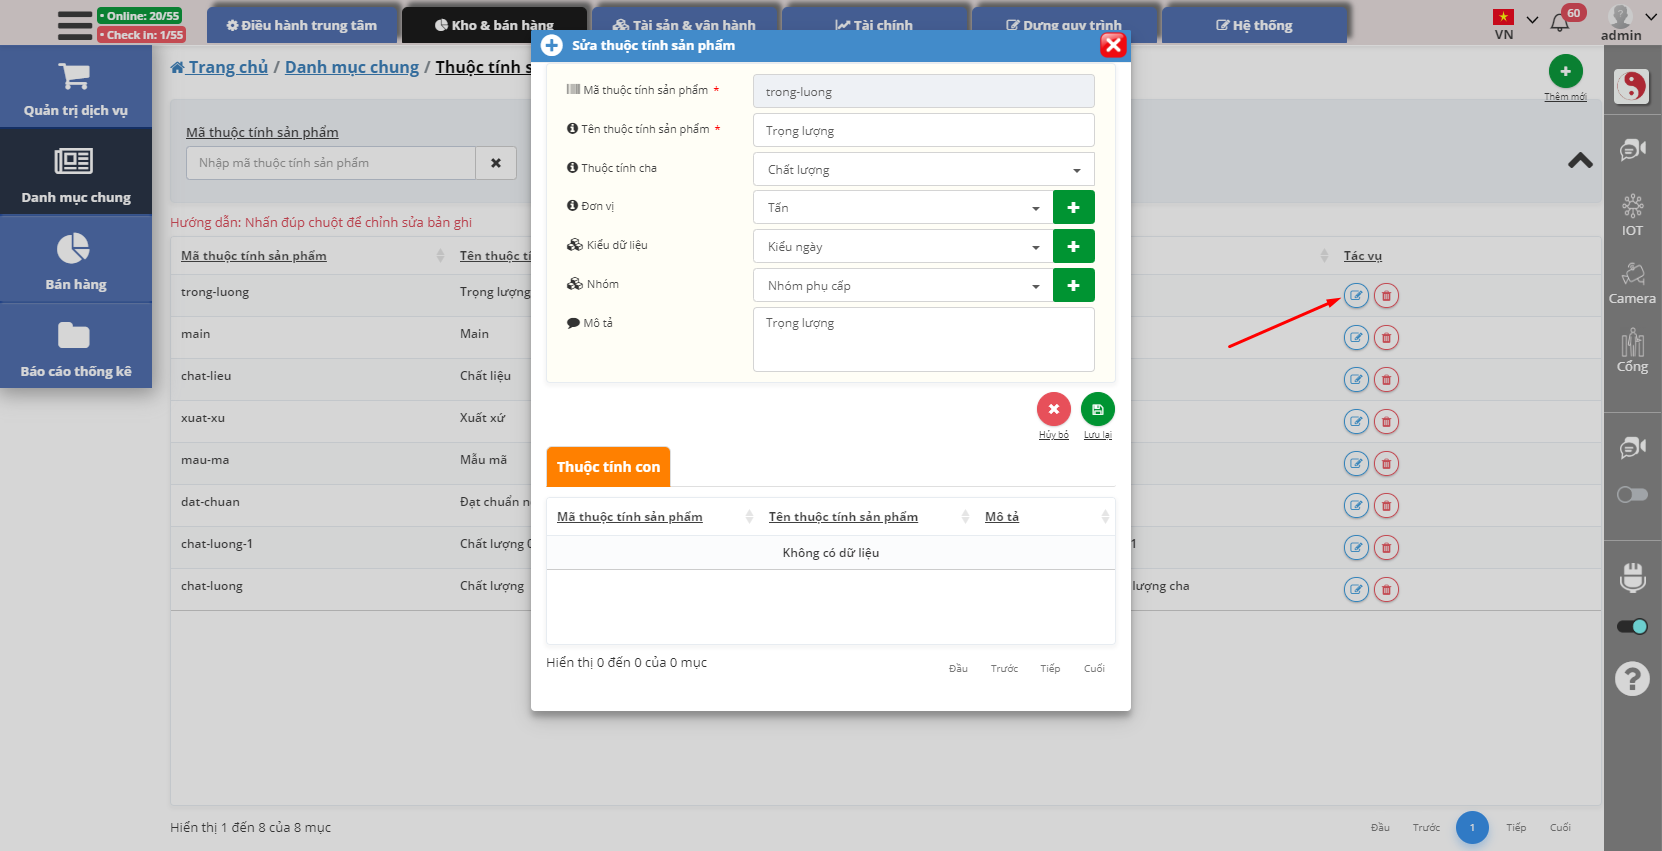 Online: 20/55
Check in: 1/55
Điều hành trung tâm
Kho & bán hàng
Tài sản & vận hành
Tài chính
Dựng quy trình
Hệ thống
VN
60
admin
Quản trị dịch vụ
Danh mục chung
Bán hàng
Báo cáo thống kê
Trang chủ / Danh mục chung / Thuộc tính s
Thêm mới
Mã thuộc tính sản phẩm
Nhập mã thuộc tính sản phẩm
Hướng dẫn: Nhấn đúp chuột để chỉnh sửa bản ghi
Mã thuộc tính sản phẩm
Tên thuộc tí
Tác vụ
trong-luong
Trọng lượng
main
Main
chat-lieu
Chất liệu
xuat-xu
Xuất xứ
mau-ma
Mẫu mã
dat-chuan
Đạt chuẩn n
chat-luong-1
Chất lượng
1
chat-luong
Chất lượng
lượng cha
Hiển thị 1 đến 8 của 8 mục
Đầu
Trước
1
Tiếp
Cuối
Sửa thuộc tính sản phẩm
Mã thuộc tính sản phẩm *
trong-luong
Tên thuộc tính sản phẩm *
Trọng lượng
Thuộc tính cha
Chất lượng
Đơn vị
Tấn
Kiểu dữ liệu
Kiểu ngày
Nhóm
Nhóm phụ cấp
Mô tả
Trọng lượng
Hủy bỏ
Lưu lại
Thuộc tính con
Mã thuộc tính sản phẩm
Tên thuộc tính sản phẩm
Mô tả
Không có dữ liệu
Hiển thị 0 đến 0 của 0 mục
Đầu
Trước
Tiếp
Cuối
IOT
Camera
Cổng